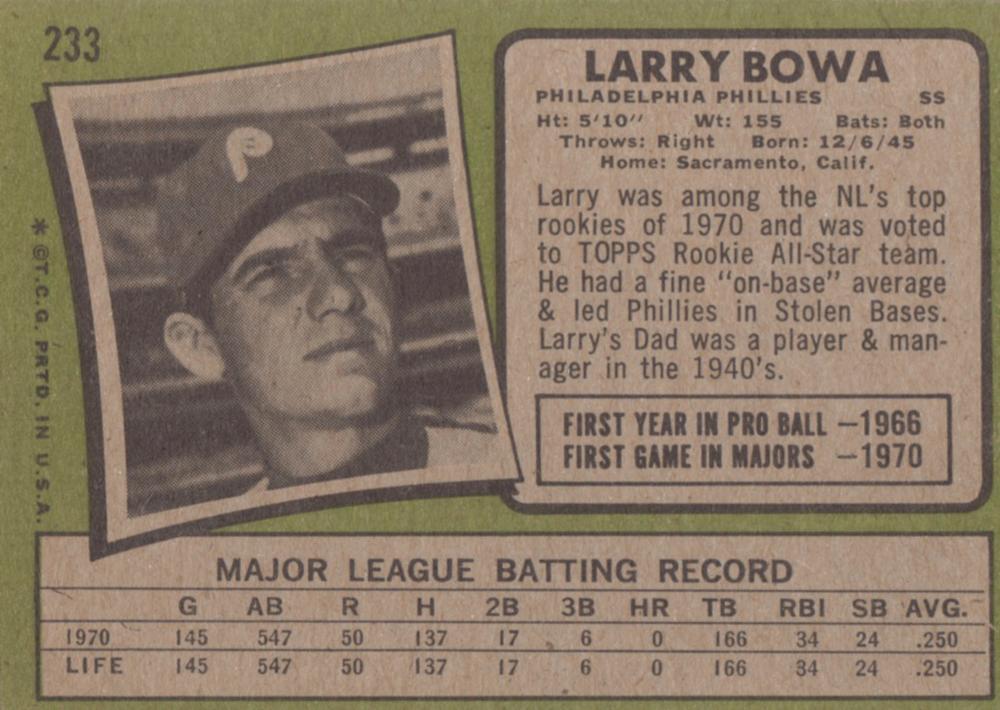 233
LARRY BOWA
PHILADELPHIA PHILLIES SS
Ht: 5'10" Wt: 155 Bats: Both
Throws: Right Born: 12/6/45
Home: Sacramento, Calif.
Larry was among the NL's top
rookies of 1970 and was voted
to TOPPS Rookie All-Star team.
He had a fine "on-base" average
& led Phillies in Stolen Bases.
Larry's Dad was a player & man-
ager in the 1940's.
FIRST YEAR IN PRO BALL —1966
FIRST GAME IN MAJORS —1970
P
* ©T.C.G. PRTD. IN U.S.A.
MAJOR LEAGUE BATTING RECORD
G AB R H 2B 3B HR TB RBI SB AVG.
1970 145 547 50 137 17 6 0 166 34 24 .250
LIFE 145 547 50 137 17 6 0 166 34 24 .250